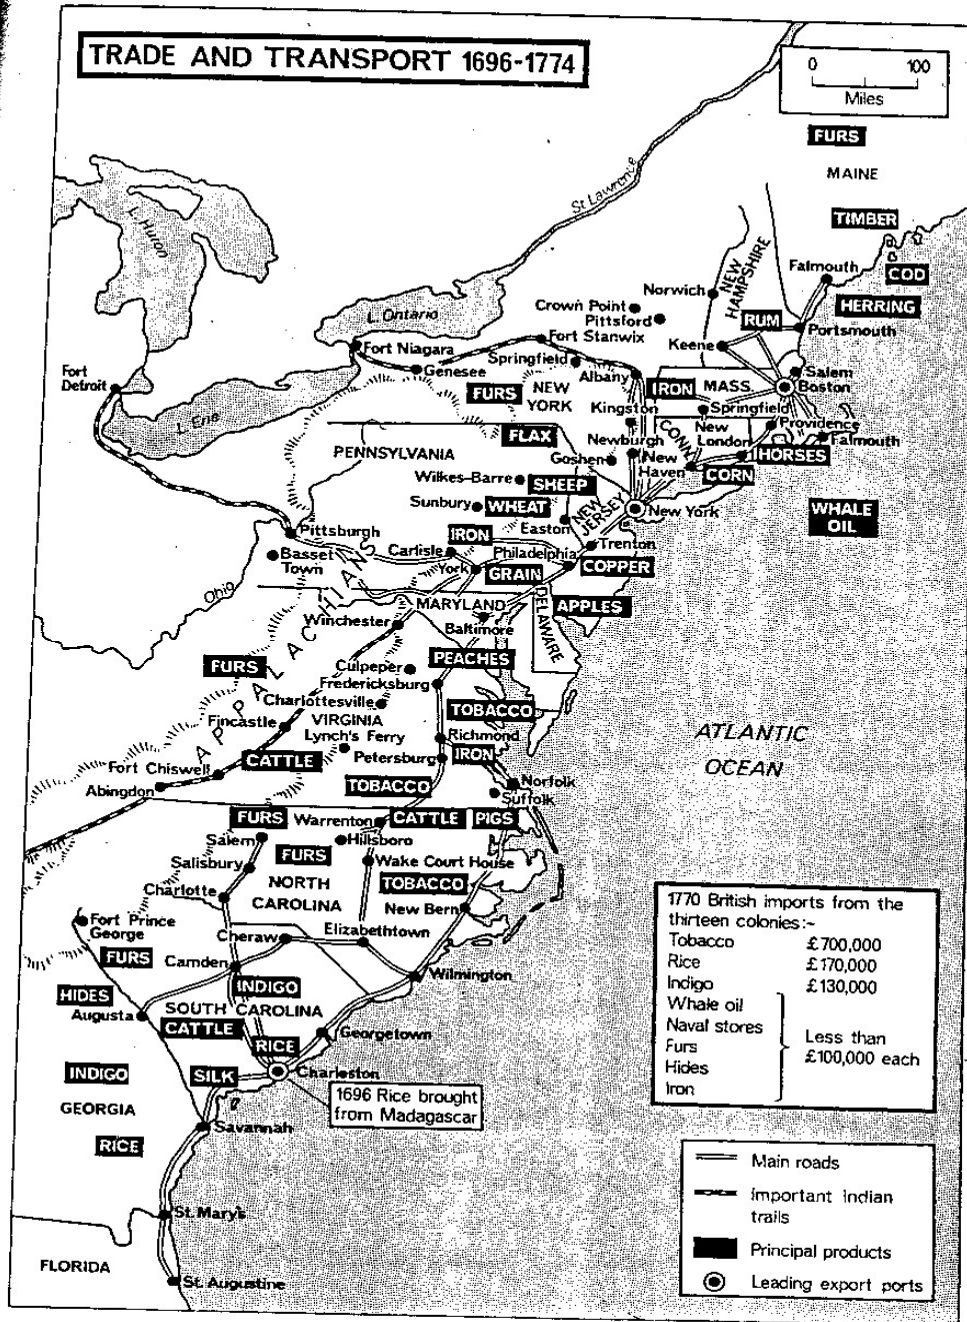 TRADE AND TRANSPORT 1696-1774
0 100
Miles
FURS
MAINE
TIMBER
COD
HERRING
St Lawrence
L. Huron
L. Ontario
L. Erie
NEW
HAMPSHIRE
Falmouth
Norwich
Crown Point
Pittsford
RUM
Portsmouth
Keene
Fort Stanwix
Fort Niagara
Genesee
Springfield
Albany
Salem
Boston
Fort
Detroit
FURS
NEW
YORK
IRON
MASS.
Kingston
Springfield
Providence
Falmouth
New
London
CONN.
FLAX
PENNSYLVANIA
Newburgh
Goshen
New
Haven
HORSES
CORN
Wilkes-Barre
SHEEP
Sunbury
WHEAT
NEW
JERSEY
New York
WHALE
OIL
Easton
Pittsburgh
IRON
Basset
Town
Carlisle
York
Philadelphia
Trenton
GRAIN
COPPER
Ohio
MARYLAND
DELAWARE
APPLES
APPALACHIANS
Winchester
Baltimore
FURS
Culpeper
PEACHES
Fredericksburg
Charlottesville
TOBACCO
Fincastle
VIRGINIA
Lynch's Ferry
Richmond
ATLANTIC
OCEAN
CATTLE
Petersburg
IRON
Fort Chiswell
Abingdon
TOBACCO
Norfolk
Suffolk
FURS
Warrenton
CATTLE
PIGS
Salem
Hillsboro
FURS
Salisbury
Wake Court House
NORTH
CAROLINA
TOBACCO
Charlotte
New Bern
Fort Prince
George
Cheraw
Elizabethtown
FURS
Camden
Wilmington
HIDES
INDIGO
Augusta
SOUTH CAROLINA
CATTLE
Georgetown
RICE
INDIGO
SILK
Charleston
GEORGIA
1696 Rice brought
from Madagascar
RICE
Savannah
St. Mary's
FLORIDA
St. Augustine
1770 British imports from the
thirteen colonies:-
Tobacco £700,000
Rice £170,000
Indigo £130,000
Whale oil
Naval stores
Furs
Hides
Iron
Less than
£100,000 each
Main roads
Important Indian
trails
Principal products
Leading export ports